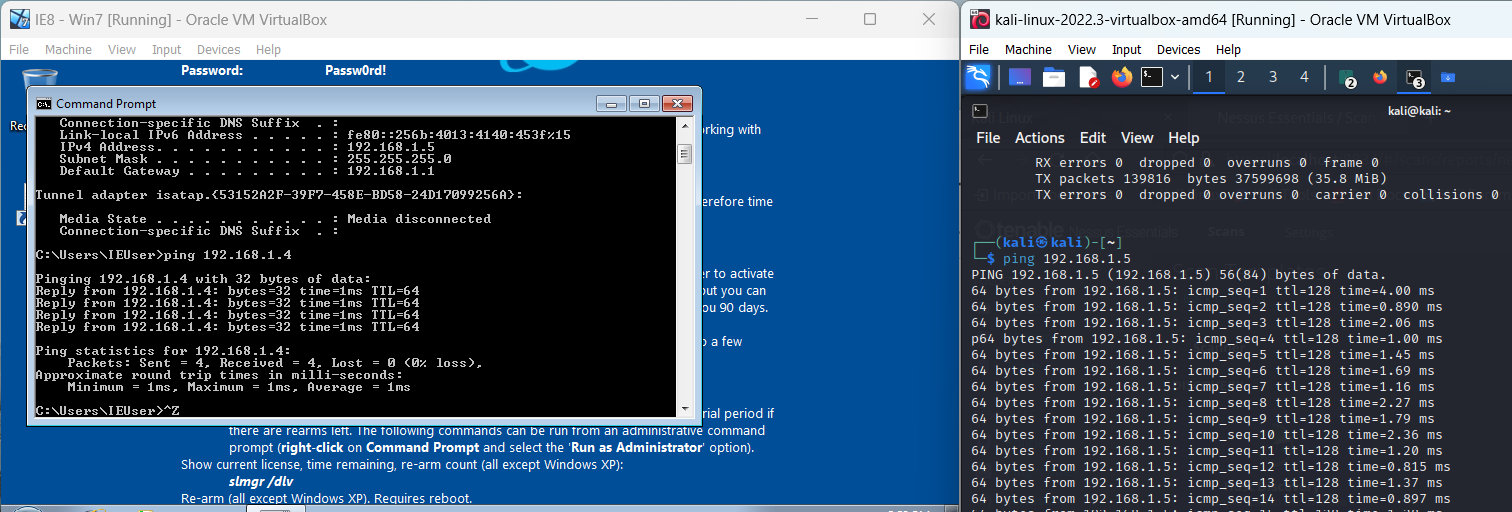 IE8 - Win7 [Running] - Oracle VM VirtualBox
File Machine View Input Devices Help
Password: Passw0rd!
Command Prompt
Connection-specific DNS Suffix . :
Link-local IPv6 Address . . . . . : fe80::256b:4013:4140:453f%15
IPv4 Address. . . . . . . . . . . : 192.168.1.5
Subnet Mask . . . . . . . . . . . : 255.255.255.0
Default Gateway . . . . . . . . . : 192.168.1.1
Tunnel adapter isatap.{53152A2F-39F7-458E-BD58-24D17099256A}:
Media State . . . . . . . . . . . : Media disconnected
Connection-specific DNS Suffix . :
C:\Users\IEUser>ping 192.168.1.4
Pinging 192.168.1.4 with 32 bytes of data:
Reply from 192.168.1.4: bytes=32 time=1ms TTL=64
Reply from 192.168.1.4: bytes=32 time=1ms TTL=64
Reply from 192.168.1.4: bytes=32 time=1ms TTL=64
Reply from 192.168.1.4: bytes=32 time=1ms TTL=64
Ping statistics for 192.168.1.4:
Packets: Sent = 4, Received = 4, Lost = 0 (0% loss),
Approximate round trip times in milli-seconds:
Minimum = 1ms, Maximum = 1ms, Average = 1ms
C:\Users\IEUser>^Z
Rec
rking with
erefore time
er to activate
out you can
ou 90 days.
o a few
rial period if
there are rearms left. The following commands can be run from an administrative command
prompt (right-click on Command Prompt and select the 'Run as Administrator' option).
Show current license, time remaining, re-arm count (all except Windows XP):
slmgr /dlv
Re-arm (all except Windows XP). Requires reboot.
kali-linux-2022.3-virtualbox-amd64 [Running] - Oracle VM VirtualBox
File Machine View Input Devices Help
1 2 3 4 2 3
kali@kali: ~
File Actions Edit View Help
RX errors 0 dropped 0 overruns 0 frame 0
TX packets 139816 bytes 37599698 (35.8 MiB)
TX errors 0 dropped 0 overruns 0 carrier 0 collisions 0
(kali㉿kali)-[~]
$ ping 192.168.1.5
PING 192.168.1.5 (192.168.1.5) 56(84) bytes of data.
64 bytes from 192.168.1.5: icmp_seq=1 ttl=128 time=4.00 ms
64 bytes from 192.168.1.5: icmp_seq=2 ttl=128 time=0.890 ms
64 bytes from 192.168.1.5: icmp_seq=3 ttl=128 time=2.06 ms
p64 bytes from 192.168.1.5: icmp_seq=4 ttl=128 time=1.00 ms
64 bytes from 192.168.1.5: icmp_seq=5 ttl=128 time=1.45 ms
64 bytes from 192.168.1.5: icmp_seq=6 ttl=128 time=1.69 ms
64 bytes from 192.168.1.5: icmp_seq=7 ttl=128 time=1.16 ms
64 bytes from 192.168.1.5: icmp_seq=8 ttl=128 time=2.27 ms
64 bytes from 192.168.1.5: icmp_seq=9 ttl=128 time=1.79 ms
64 bytes from 192.168.1.5: icmp_seq=10 ttl=128 time=2.36 ms
64 bytes from 192.168.1.5: icmp_seq=11 ttl=128 time=1.20 ms
64 bytes from 192.168.1.5: icmp_seq=12 ttl=128 time=0.815 ms
64 bytes from 192.168.1.5: icmp_seq=13 ttl=128 time=1.37 ms
64 bytes from 192.168.1.5: icmp_seq=14 ttl=128 time=0.897 ms